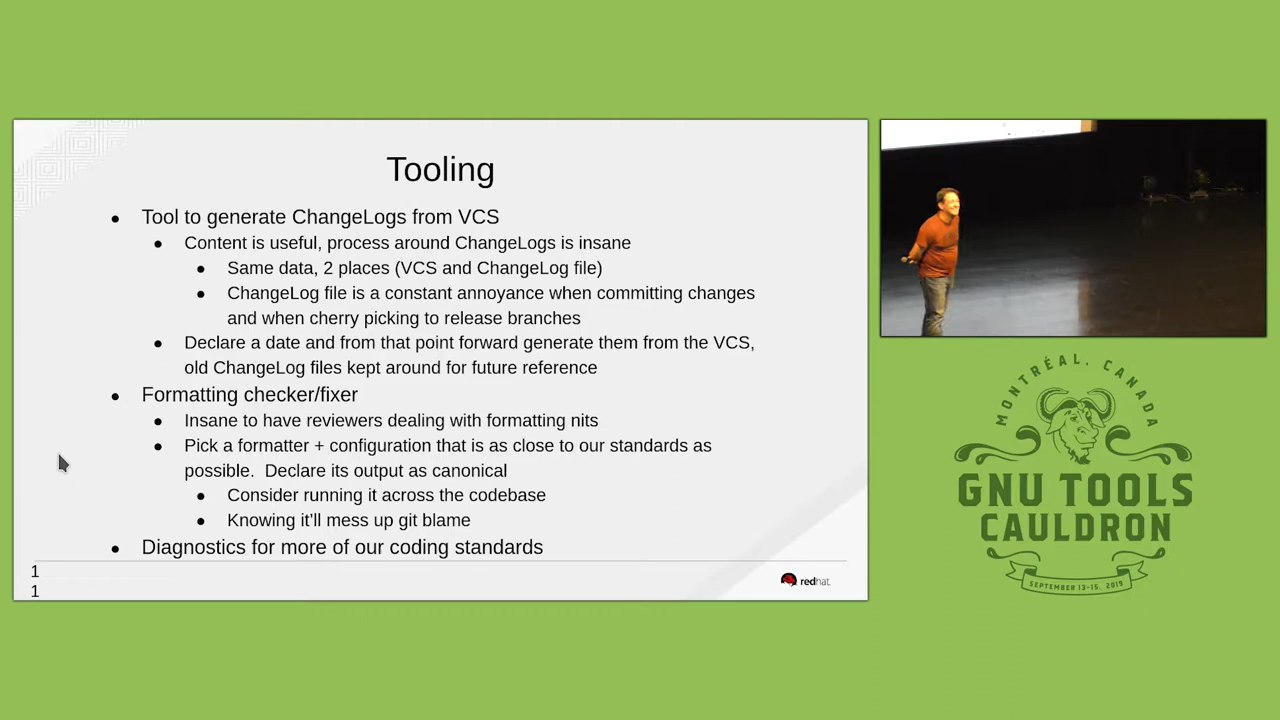 Tooling
Tool to generate ChangeLogs from VCS
Content is useful, process around ChangeLogs is insane
Same data, 2 places (VCS and ChangeLog file)
ChangeLog file is a constant annoyance when committing changes
and when cherry picking to release branches
Declare a date and from that point forward generate them from the VCS,
old ChangeLog files kept around for future reference
Formatting checker/fixer
Insane to have reviewers dealing with formatting nits
Pick a formatter + configuration that is as close to our standards as
possible.  Declare its output as canonical
Consider running it across the codebase
Knowing it'll mess up git blame
Diagnostics for more of our coding standards
1
1
redhat.
MONTRÉAL, CANADA
GNU TOOLS
CAULDRON
SEPTEMBER 13-15, 2019